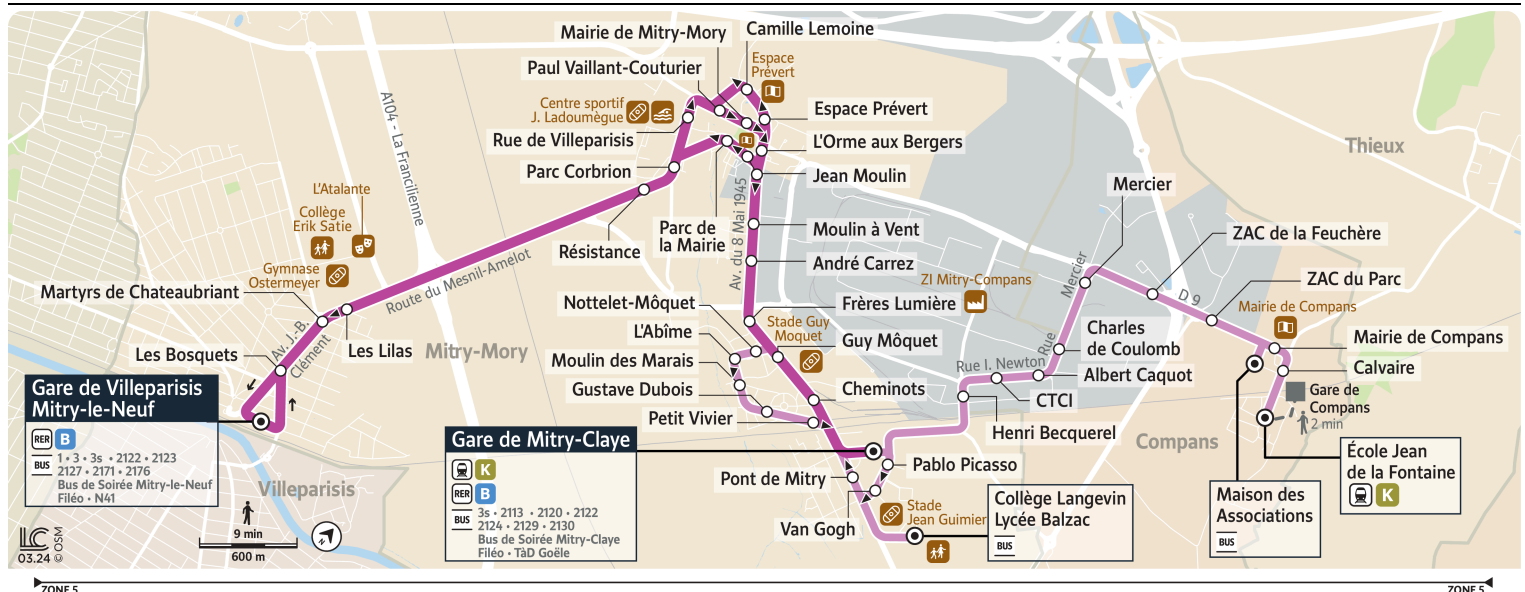 Mairie de Mitry-Mory
Camille Lemoine
Paul Vaillant-Couturier
Espace
Prévert
Centre sportif
J. Ladoumègue
Espace Prévert
Rue de Villeparisis
L'Orme aux Bergers
Parc Corbrion
Jean Moulin
Thieux
A104 - La Francilienne
L'Atalante
Collège
Erik Satie
Gymnase
Ostermeyer
Résistance
Parc de
la Mairie
Av. du 8 Mai 1945
Moulin à Vent
André Carrez
Mercier
ZAC de la Feuchère
ZI Mitry-Compans
Rue Mercier
D 9
ZAC du Parc
Martyrs de Chateaubriant
Route du Mesnil-Amelot
Nottelet-Môquet
Frères Lumière
Mairie de Compans
L'Abîme
Stade Guy
Moquet
Guy Môquet
Charles
de Coulomb
Mairie de Compans
Les Bosquets
Av. J.-B.
Clément
Les Lilas
Mitry-Mory
Moulin des Marais
Rue I. Newton
Albert Caquot
Calvaire
Gare de Villeparisis
Mitry-le-Neuf
RER B
BUS
1 • 3 • 3s • 2122 • 2123
2127 • 2171 • 2176
Bus de Soirée Mitry-le-Neuf
Filéo • N41
Gustave Dubois
Cheminots
CTCI
Gare de
Compans
2 min
Petit Vivier
Henri Becquerel
Compans
Gare de Mitry-Claye
K
RER B
BUS
3s • 2113 • 2120 • 2122
2124 • 2129 • 2130
Bus de Soirée Mitry-Claye
Filéo • TàD Goële
Pont de Mitry
Pablo Picasso
École Jean
de la Fontaine
K
Villeparisis
Van Gogh
Stade
Jean Guimier
Collège Langevin
Lycée Balzac
BUS
Maison des
Associations
BUS
LC
03.24
© OSM
9 min
600 m
ZONE 5
ZONE 5